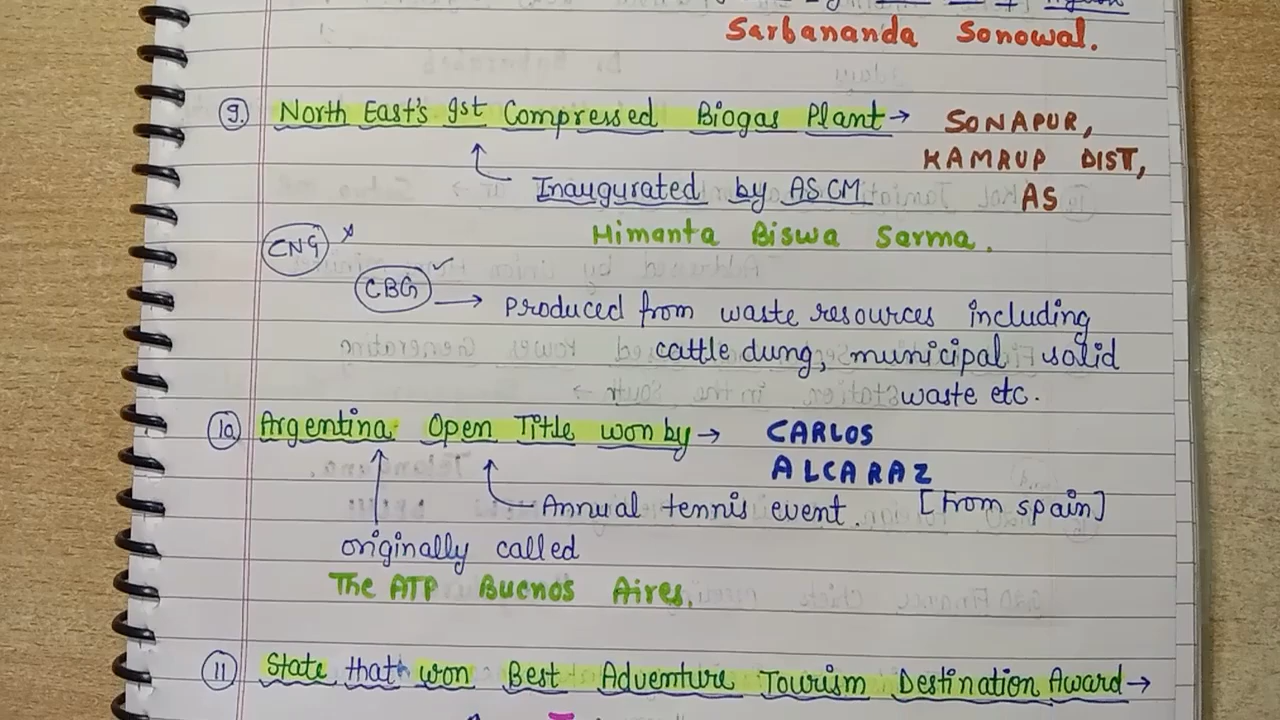 Sarbananda Sonowal.
9. North East's 1st Compressed Biogas Plant → SONAPUR,
KAMRUP DIST,
AS
Inaugurated by AS CM
Himanta Biswa Sarma.
CNG ×
CBG ✓ → Produced from waste resources including
cattle dung, municipal solid
waste etc.
10. Argentina Open Title won by → CARLOS
ALCARAZ
Annual tennis event. [From spain]
originally called
The ATP Buenos Aires.
11 State that won Best Adventure Tourism Destination Award →